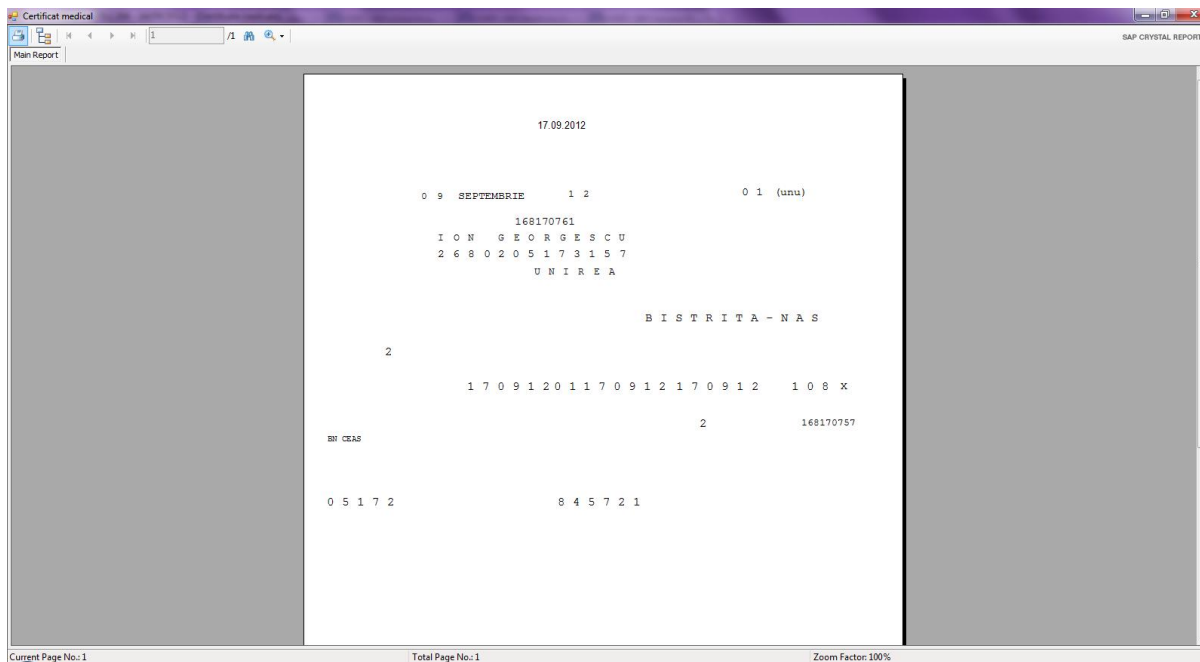 Certificat medical
1 /1 SAP CRYSTAL REPORT
Main Report
17.09.2012
0 9 SEPTEMBRIE 1 2 0 1 (unu)
168170761
I O N G E O R G E S C U
2 6 8 0 2 0 5 1 7 3 1 5 7
U N I R E A
B I S T R I T A - N A S
2
1 7 0 9 1 2 0 1 1 7 0 9 1 2 1 7 0 9 1 2 1 0 8 X
2 168170757
BN CEAS
0 5 1 7 2 8 4 5 7 2 1
Current Page No.: 1 Total Page No.: 1 Zoom Factor: 100%